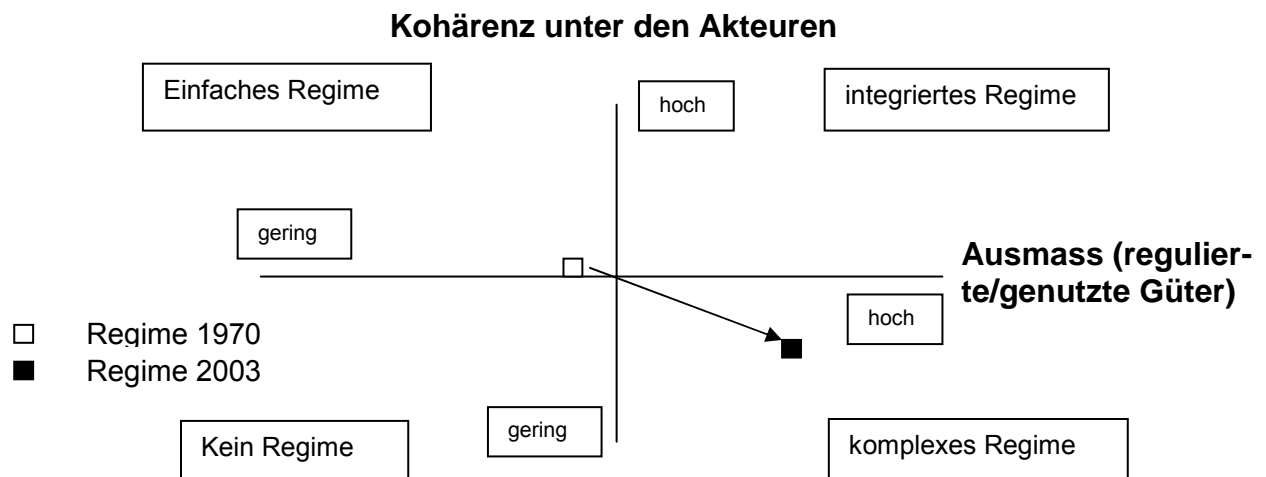 Kohärenz unter den Akteuren
Einfaches Regime
hoch
integriertes Regime
gering
Ausmass (regulier-
te/genutzte Güter)
hoch
Regime 1970
Regime 2003
Kein Regime
gering
komplexes Regime